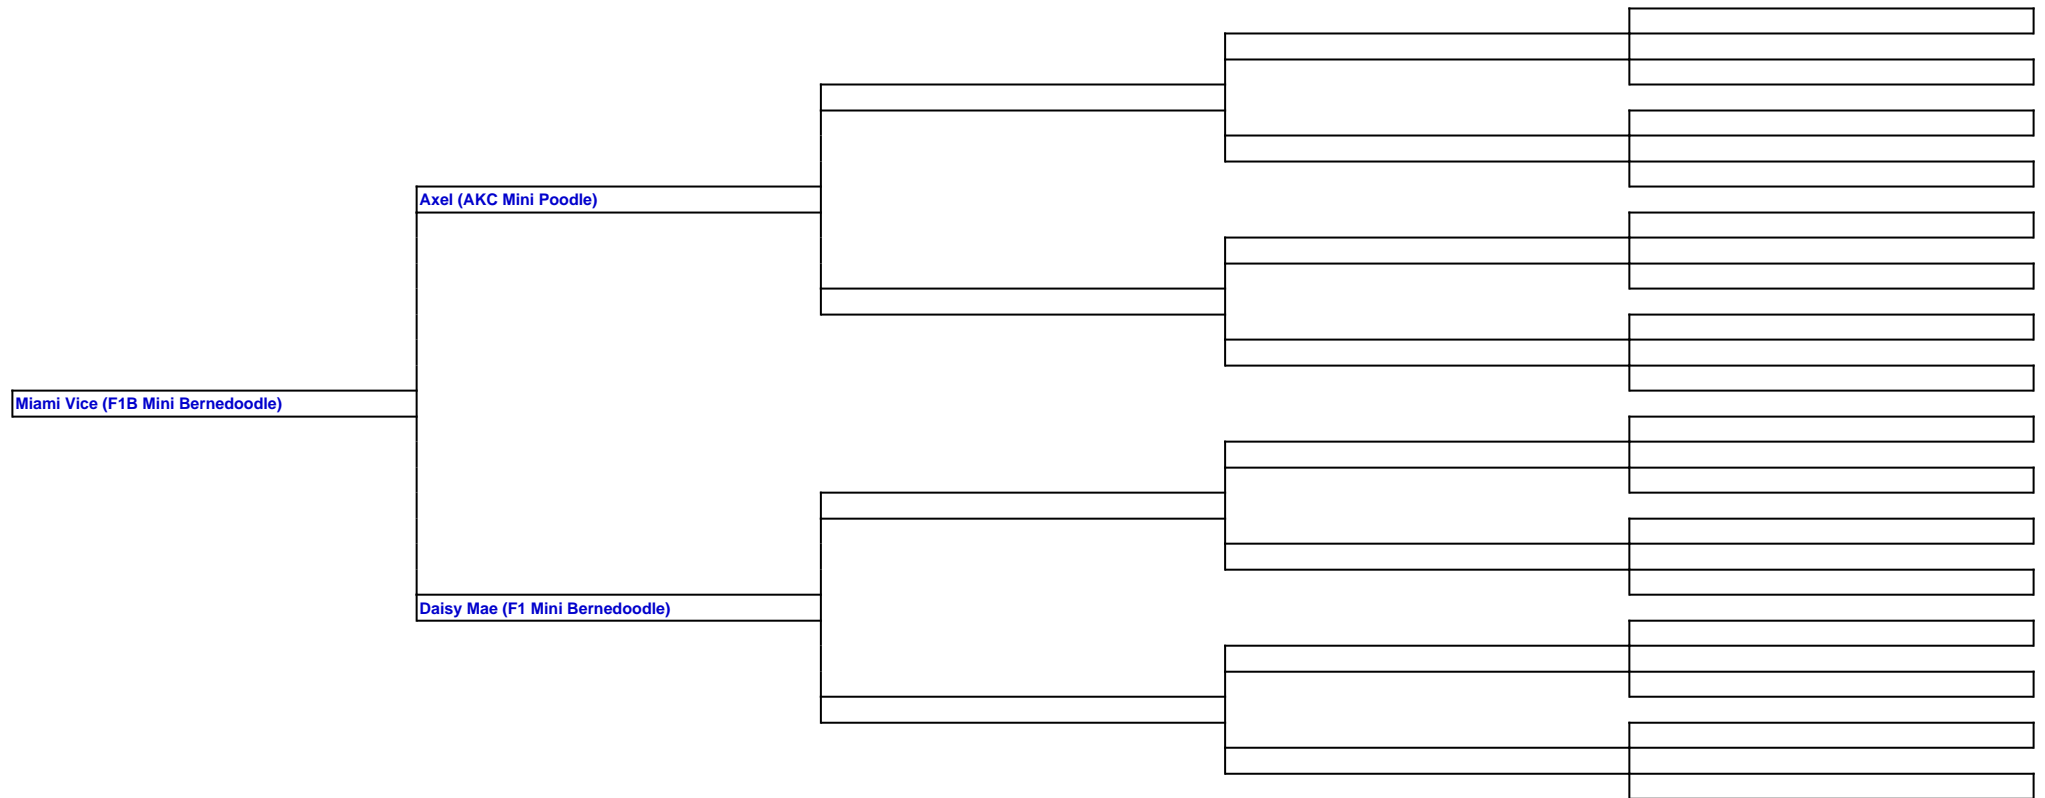 Axel (AKC Mini Poodle)
Miami Vice (F1B Mini Bernedoodle)
Daisy Mae (F1 Mini Bernedoodle)